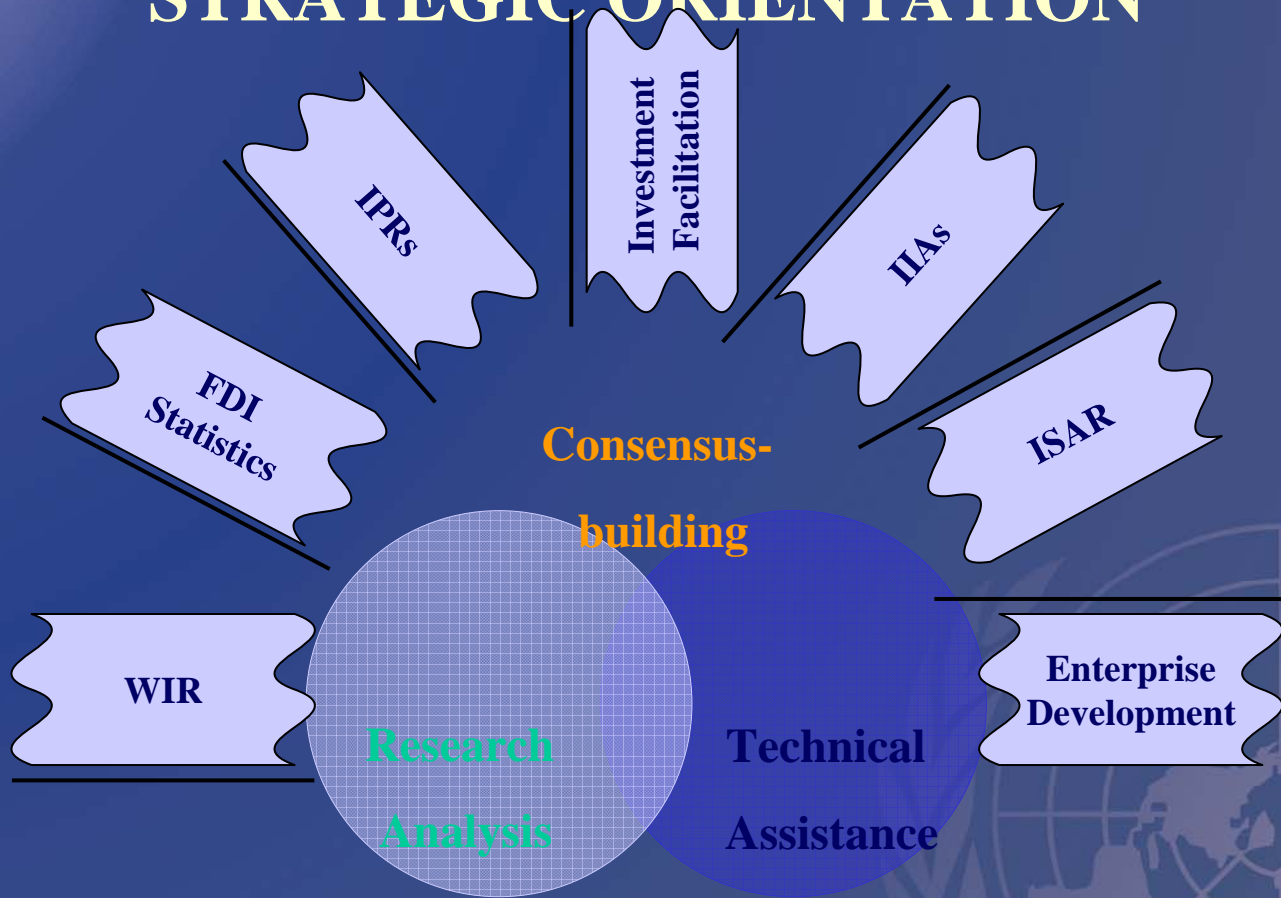 STRATEGIC ORIENTATION
Investment
Facilitation
IPRs
IIAs
FDI
Statistics
ISAR
Consensus-
building
WIR
Enterprise
Development
Research
Analysis
Technical
Assistance